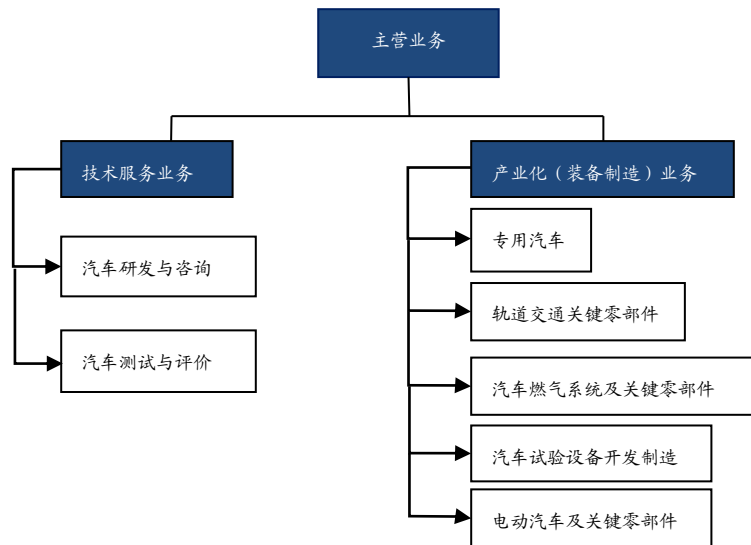 主营业务
技术服务业务
汽车研发与咨询
汽车测试与评价
产业化（装备制造）业务
专用汽车
轨道交通关键零部件
汽车燃气系统及关键零部件
汽车试验设备开发制造
电动汽车及关键零部件